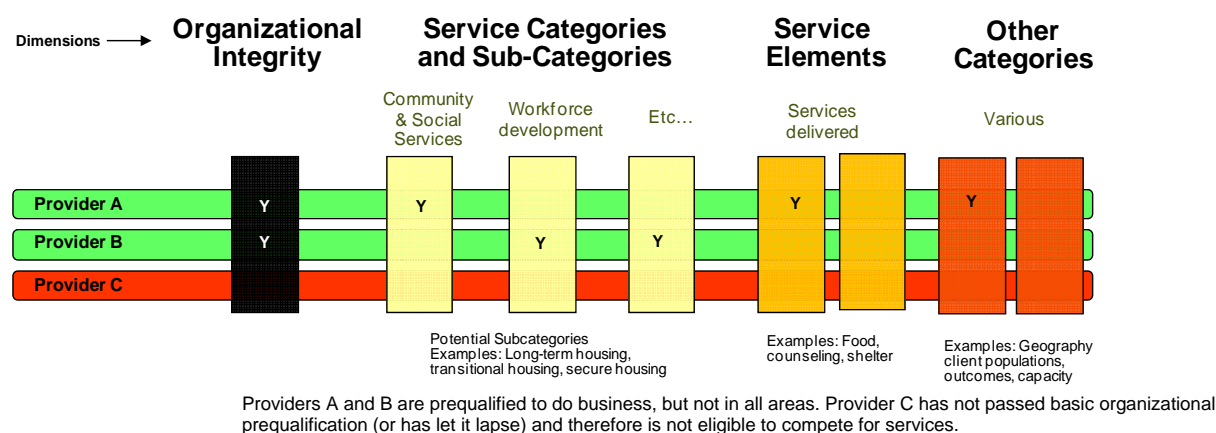 Dimensions
Organizational
Integrity
Service Categories
and Sub-Categories
Service
Elements
Other
Categories
Community
& Social
Services
Workforce
development
Etc...
Services
delivered
Various
Provider A
Y
Y
Y
Y
Provider B
Y
Y
Y
Provider C
Potential Subcategories
Examples: Long-term housing,
transitional housing, secure housing
Examples: Food,
counseling, shelter
Examples: Geography
client populations,
outcomes, capacity
Providers A and B are prequalified to do business, but not in all areas. Provider C has not passed basic organizational
prequalification (or has let it lapse) and therefore is not eligible to compete for services.